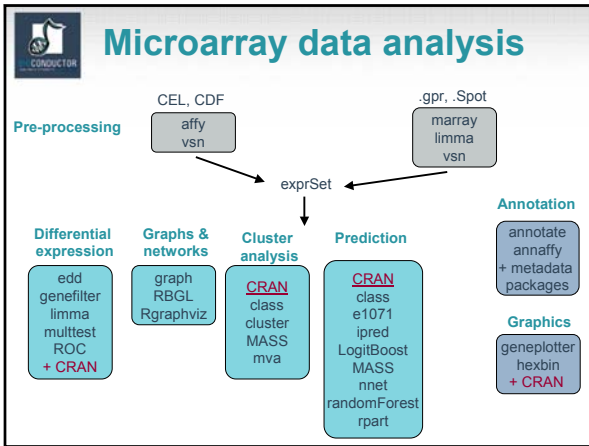 Microarray data analysis
CONDUCTOR
CEL, CDF
.gpr, .Spot
Pre-processing
affy
vsn
marray
limma
vsn
exprSet
Differential
expression
edd
genefilter
limma
multtest
ROC
+ CRAN
Graphs &
networks
graph
RBGL
Rgraphviz
Cluster
analysis
CRAN
class
cluster
MASS
mva
Prediction
CRAN
class
e1071
ipred
LogitBoost
MASS
nnet
randomForest
rpart
Annotation
annotate
annaffy
+ metadata
packages
Graphics
geneplotter
hexbin
+ CRAN